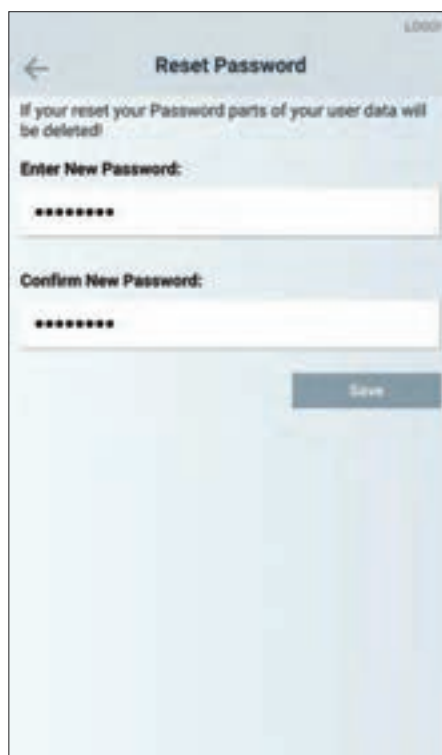 Reset Password
If your reset your Password parts of your user data will
be deleted!
Enter New Password:
••••••••
Confirm New Password:
••••••••
Save